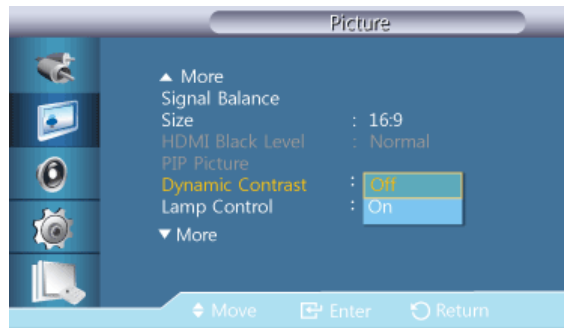 Picture
▲ More
Signal Balance
Size : 16:9
HDMI Black Level : Normal
PIP Picture
Dynamic Contrast : Off
Lamp Control : On
▼ More
Move Enter Return